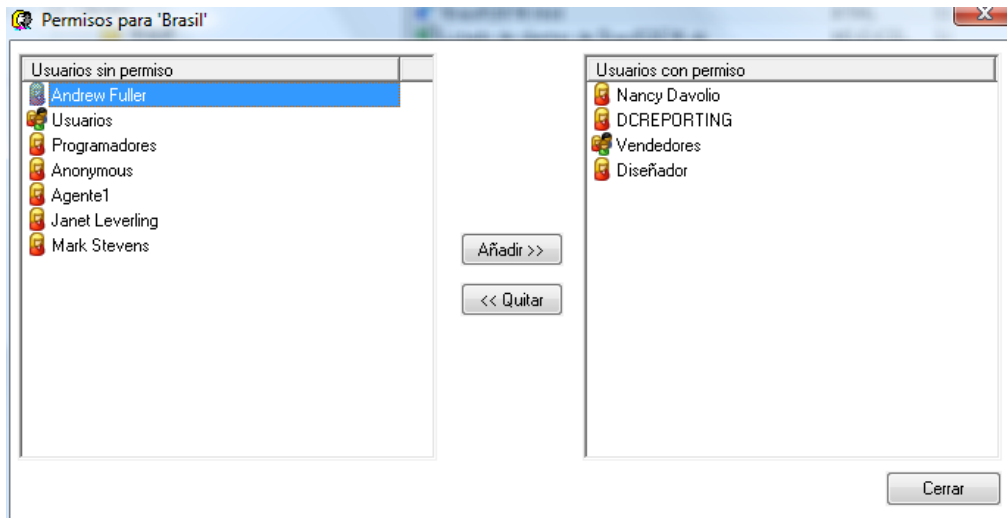 Permisos para 'Brasil'
Usuarios sin permiso
Andrew Fuller
Usuarios
Programadores
Anonymous
Agente1
Janet Leverling
Mark Stevens
Añadir >>
<< Quitar
Usuarios con permiso
Nancy Davolio
DCREPORTING
Vendedores
Diseñador
Cerrar